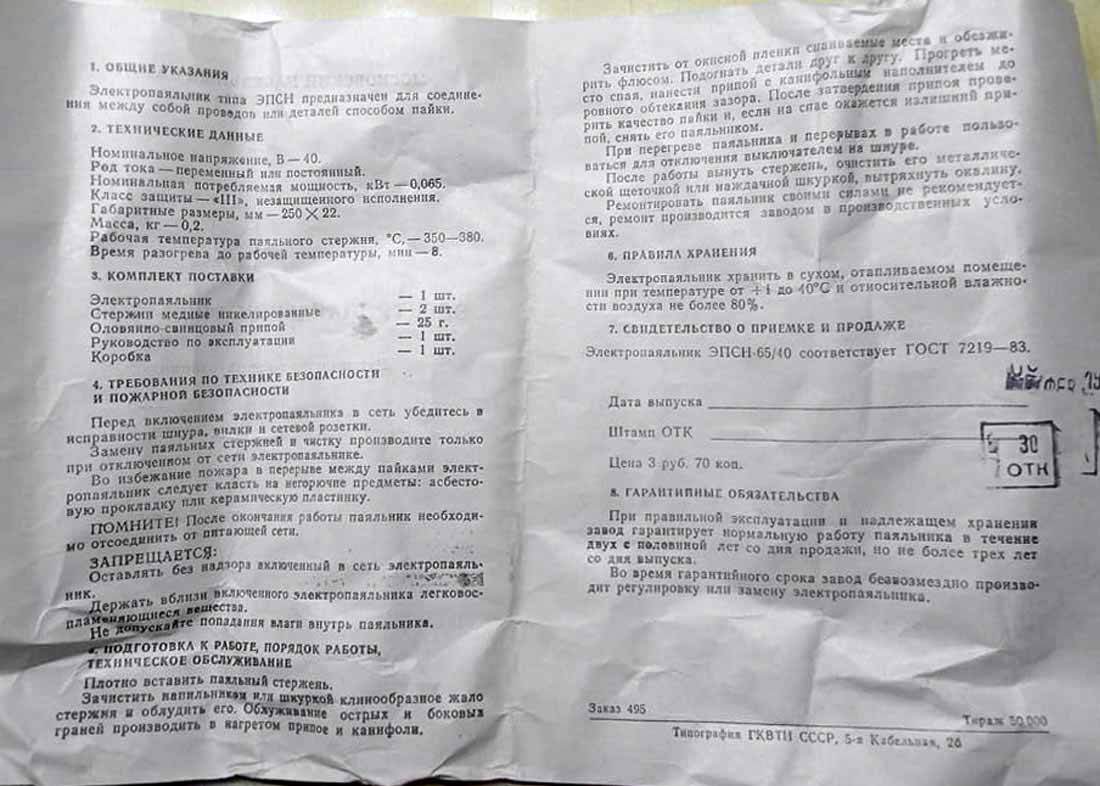 1. ОБЩИЕ УКАЗАНИЯ
Электропаяльник типа ЭПСН предназначен для соедине-
ния между собой проводов или деталей способом пайки.
2. ТЕХНИЧЕСКИЕ ДАННЫЕ
Номинальное напряжение, В — 40.
Род тока — переменный или постоянный.
Номинальная потребляемая мощность, кВт — 0,065.
Класс защиты — «III», незащищенного исполнения.
Габаритные размеры, мм — 250 × 22.
Масса, кг — 0,2.
Рабочая температура паяльного стержня, °С, — 350—380.
Время разогрева до рабочей температуры, мин — 8.
3. КОМПЛЕКТ ПОСТАВКИ
Электропаяльник — 1 шт.
Стержни медные никелированные — 2 шт.
Оловянно-свинцовый припой — 25 г.
Руководство по эксплуатации — 1 шт.
Коробка — 1 шт.
4. ТРЕБОВАНИЯ ПО ТЕХНИКЕ БЕЗОПАСНОСТИ
И ПОЖАРНОЙ БЕЗОПАСНОСТИ
Перед включением электропаяльника в сеть убедитесь в
исправности шнура, вилки и сетевой розетки.
Замену паяльных стержней и чистку производите только
при отключенном от сети электропаяльнике.
Во избежание пожара в перерыве между пайками элект-
ропаяльник следует класть на негорючие предметы: асбесто-
вую прокладку или керамическую пластинку.
ПОМНИТЕ! После окончания работы паяльник необходи-
мо отсоединить от питающей сети.
ЗАПРЕЩАЕТСЯ:
Оставлять без надзора включенный в сеть электропаяль-
ник.
Держать вблизи включенного электропаяльника легковос-
пламеняющиеся вещества.
Не допускайте попадания влаги внутрь паяльника.
ПОДГОТОВКА К РАБОТЕ, ПОРЯДОК РАБОТЫ,
ТЕХНИЧЕСКОЕ ОБСЛУЖИВАНИЕ
Плотно вставить паяльный стержень.
Зачистить напильником или шкуркой клинообразное жало
стержня и облудить его. Облуживание острых и боковых
граней производить в нагретом припое и канифоли.
Зачистить от окисной пленки спаиваемые места и обезжи-
рить флюсом. Подогнать детали друг к другу. Прогреть ме-
сто спая, нанести припой с канифольным наполнителем до
ровного обтекания зазора. После затвердения припоя прове-
рить качество пайки и, если на спае окажется излишний при-
пой, снять его паяльником.
При перегреве паяльника и перерывах в работе пользо-
ваться для отключения выключателем на шнуре.
После работы вынуть стержень, очистить его металличе-
ской щеточкой или наждачной шкуркой, вытряхнуть окалину.
Ремонтировать паяльник своими силами не рекомендует-
ся, ремонт производится заводом в производственных усло-
виях.
6. ПРАВИЛА ХРАНЕНИЯ
Электропаяльник хранить в сухом, отапливаемом помеще-
нии при температуре от + 1 до 40°С и относительной влажно-
сти воздуха не более 80%.
7. СВИДЕТЕЛЬСТВО О ПРИЕМКЕ И ПРОДАЖЕ
Электропаяльник ЭПСН-65/40 соответствует ГОСТ 7219—83.
Дата выпуска
Штамп ОТК
30
ОТК
Цена 3 руб. 70 коп.
8. ГАРАНТИЙНЫЕ ОБЯЗАТЕЛЬСТВА
При правильной эксплуатации и надлежащем хранении
завод гарантирует нормальную работу паяльника в течение
двух с половиной лет со дня продажи, но не более трех лет
со дня выпуска.
Во время гарантийного срока завод безвозмездно произво-
дит регулировку или замену электропаяльника.
Заказ 495 Тираж 50.000
Типография ГКВТИ СССР, 5-я Кабельная, 26